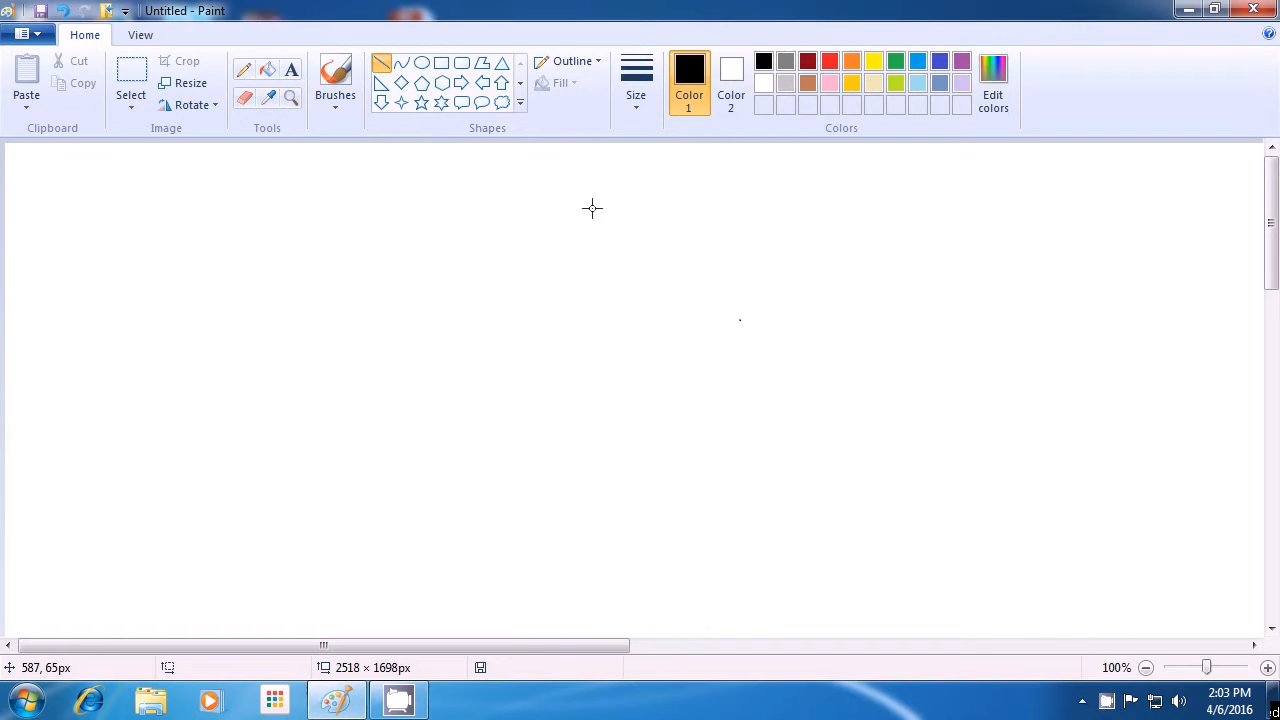 Untitled - Paint
Home
View
Paste
Cut
Copy
Clipboard
Select
Crop
Resize
Rotate
Image
A
Tools
Brushes
Shapes
Outline
Fill
Size
Color 1
Color 2
Edit colors
Colors
587, 65px
2518 × 1698px
100%
2:03 PM
4/6/2016